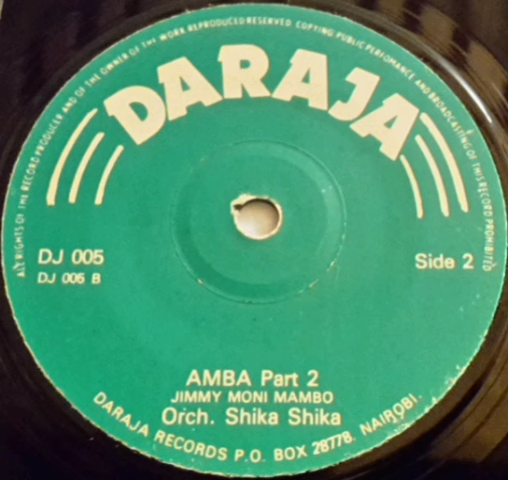 ALL RIGHTS OF THE RECORD PRODUCER AND OF THE OWNER OF THE WORK REPRODUCED RESERVED COPYING PUBLIC PERFOMANCE AND BROADCASTING OF THIS RECORD PROHIBITED
DARAJA
DJ 005
DJ 005 B
Side 2
AMBA Part 2
JIMMY MONI MAMBO
Orch. Shika Shika
DARAJA RECORDS P.O. BOX 28778. NAIROBI.